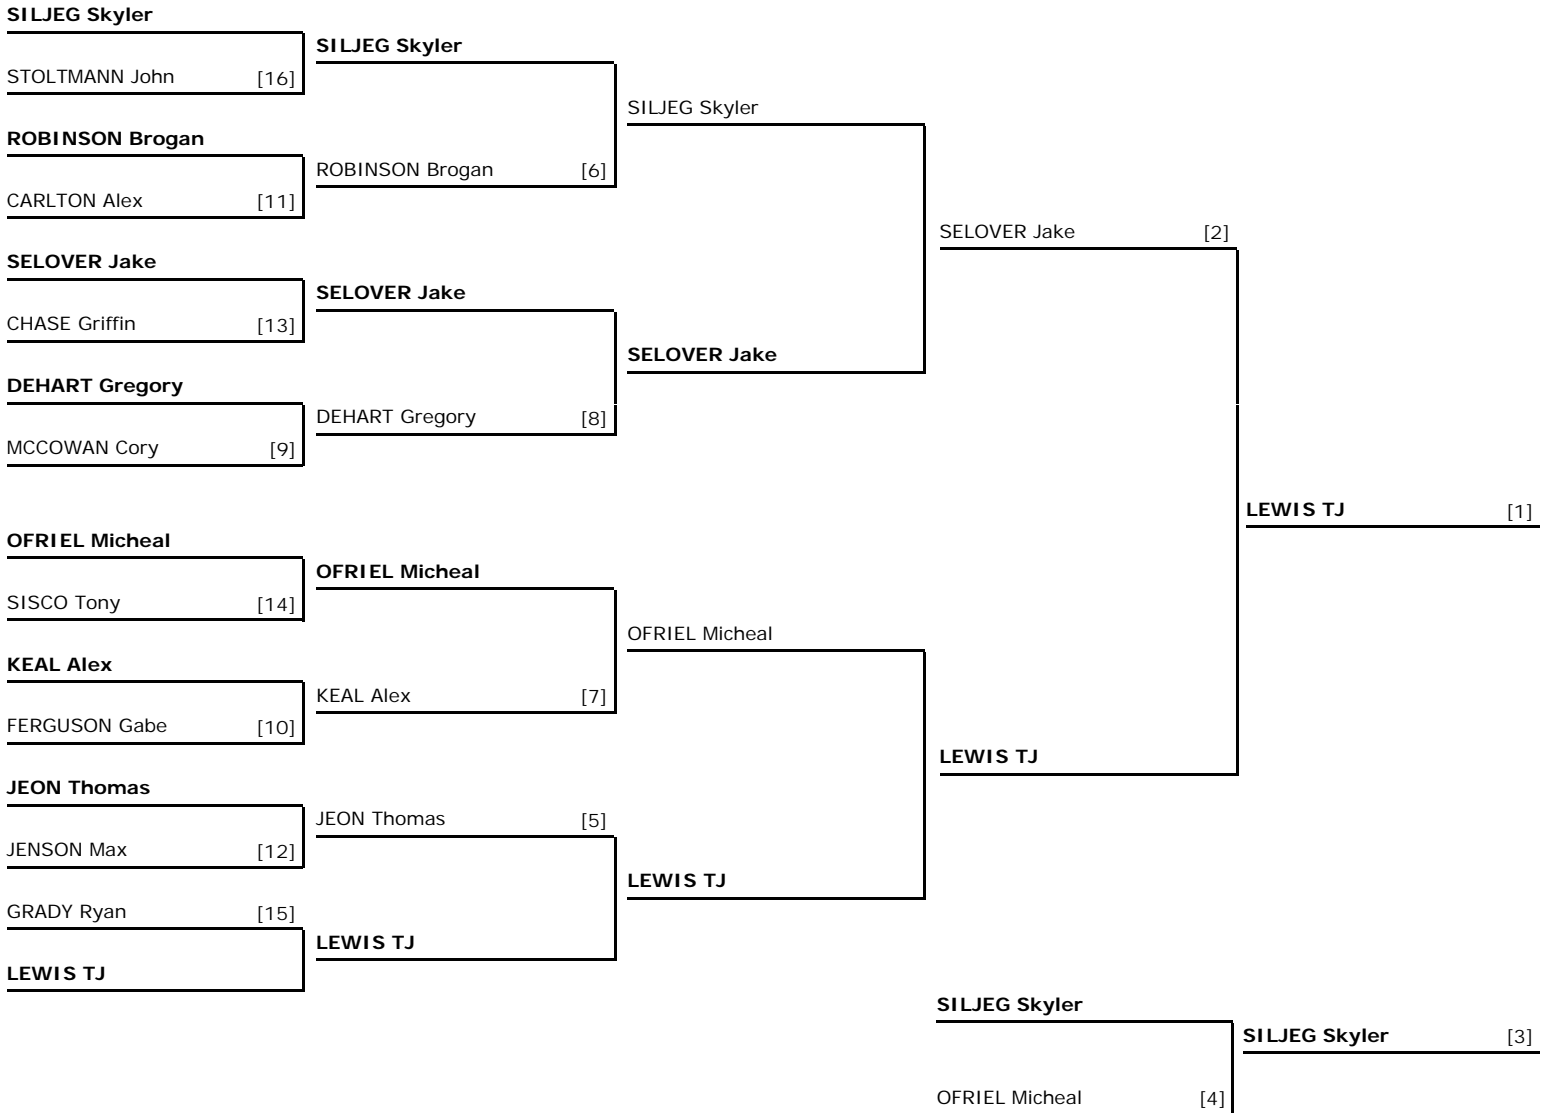 SILJEG Skyler
SILJEG Skyler
STOLTMANN John [16]
SILJEG Skyler
ROBINSON Brogan
ROBINSON Brogan [6]
CARLTON Alex [11]
SELOVER Jake [2]
SELOVER Jake
SELOVER Jake
CHASE Griffin [13]
SELOVER Jake
DEHART Gregory
DEHART Gregory [8]
MCCOWAN Cory [9]
LEWIS TJ [1]
OFRIEL Micheal
OFRIEL Micheal
SISCO Tony [14]
OFRIEL Micheal
KEAL Alex
KEAL Alex [7]
FERGUSON Gabe [10]
LEWIS TJ
JEON Thomas
JEON Thomas [5]
JENSON Max [12]
LEWIS TJ
GRADY Ryan [15]
LEWIS TJ
LEWIS TJ
SILJEG Skyler
SILJEG Skyler [3]
OFRIEL Micheal [4]